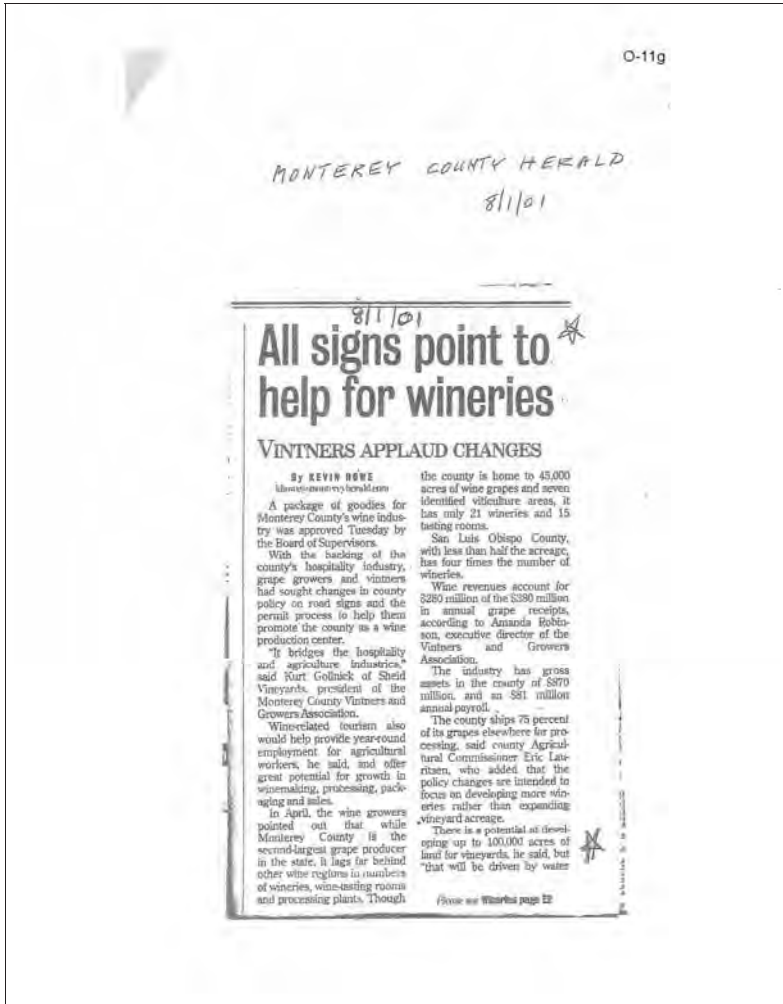 O-11g
MONTEREY COUNTY HERALD
8/1/01
8/1/01
All signs point to
help for wineries
VINTNERS APPLAUD CHANGES
By KEVIN HOWE
A package of goodies for
Monterey County's wine indus-
try was approved Tuesday by
the Board of Supervisors.
With the backing of the
county's hospitality industry,
grape growers and vintners
had sought changes in county
policy on road signs and the
permit process to help them
promote the county as a wine
production center.
"It bridges the hospitality
and agriculture industries,"
said Kurt Gollnick of Sheid
Vineyards, president of the
Monterey County Vintners and
Growers Association.
Wine-related tourism also
would help provide year-round
employment for agricultural
workers, he said, and offer
great potential for growth in
winemaking, processing, pack-
aging and sales.
In April, the wine growers
pointed out that while
Monterey County is the
second-largest grape producer
in the state, it lags far behind
other wine regions in numbers
of wineries, wine-tasting rooms
and processing plants. Though
the county is home to 45,000
acres of wine grapes and seven
identified viticulture areas, it
has only 21 wineries and 15
tasting rooms.
San Luis Obispo County,
with less than half the acreage,
has four times the number of
wineries.
Wine revenues account for
$280 million of the $380 million
in annual grape receipts,
according to Amanda Robin-
son, executive director of the
Vintners and Growers
Association.
The industry has gross
assets in the county of $870
million, and an $81 million
annual payroll.
The county ships 75 percent
of its grapes elsewhere for pro-
cessing, said county Agricul-
tural Commissioner Eric Lau-
ritsen, who added that the
policy changes are intended to
focus on developing more win-
eries rather than expanding
vineyard acreage.
There is a potential of devel-
oping up to 100,000 acres of
land for vineyards, he said, but
"that will be driven by water
Please see Wineries page E2